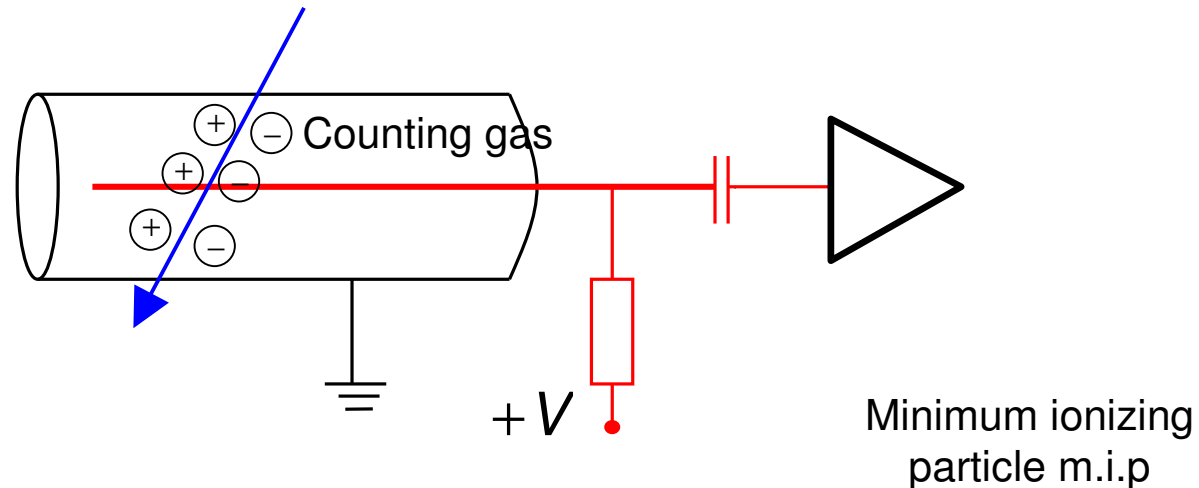 + −
Counting gas
+ −
+ −
+V
Minimum ionizing
particle m.i.p